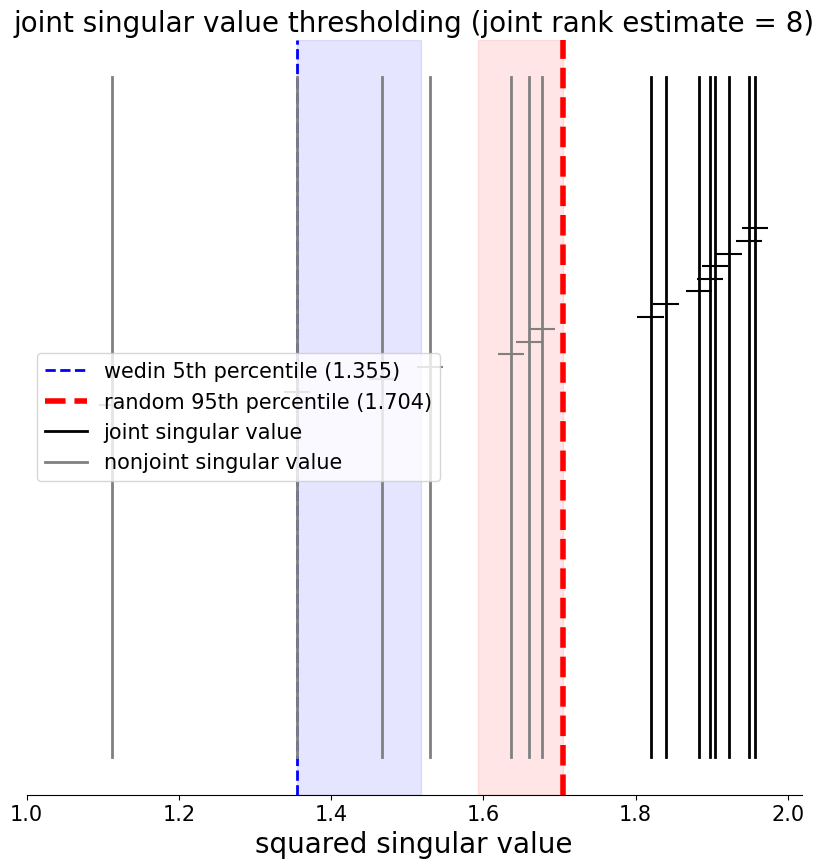 joint singular value thresholding (joint rank estimate = 8)
wedin 5th percentile (1.355)
random 95th percentile (1.704)
joint singular value
nonjoint singular value
1.0 1.2 1.4 1.6 1.8 2.0
squared singular value